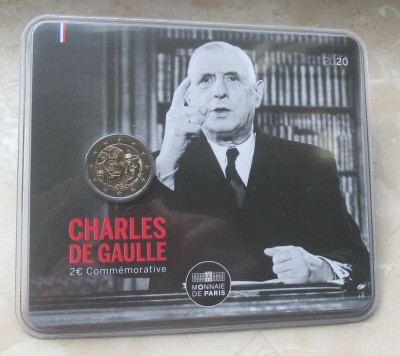 2020
CHARLES
DE GAULLE
2€ Commémorative
MONNAIE
DE PARIS